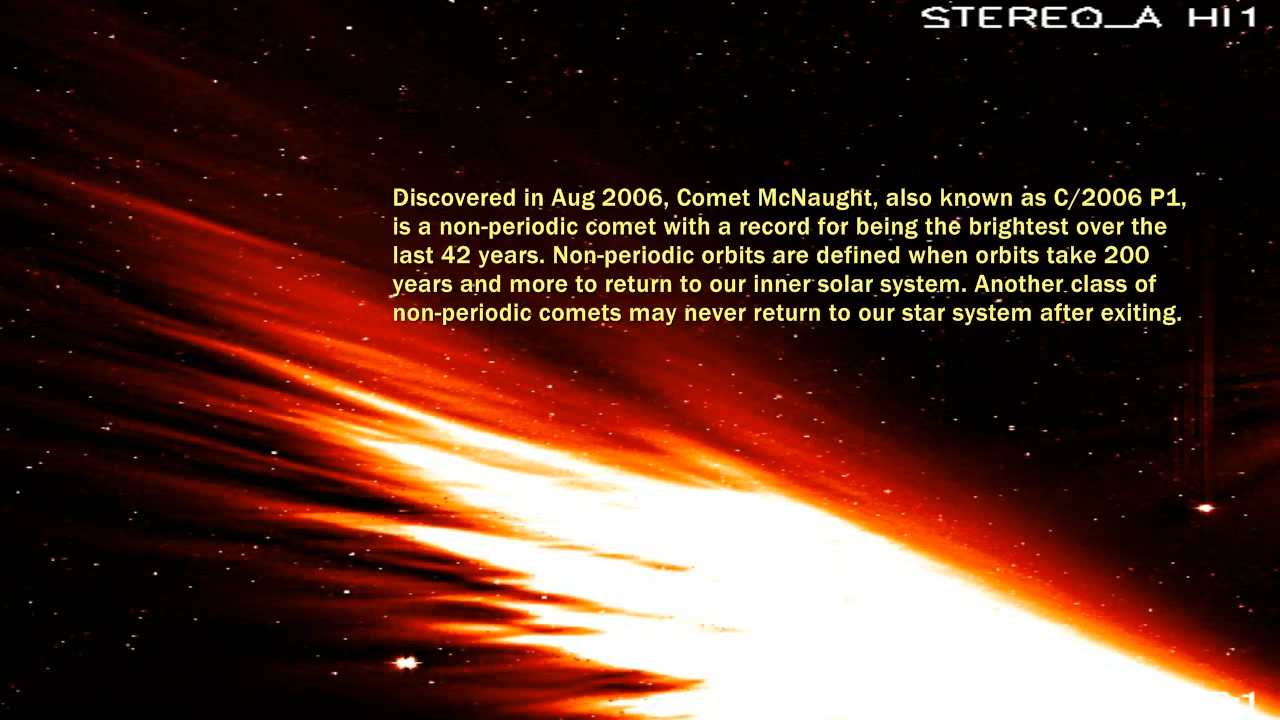 STEREO_A HI1
Discovered in Aug 2006, Comet McNaught, also known as C/2006 P1,
is a non-periodic comet with a record for being the brightest over the
last 42 years. Non-periodic orbits are defined when orbits take 200
years and more to return to our inner solar system. Another class of
non-periodic comets may never return to our star system after exiting.